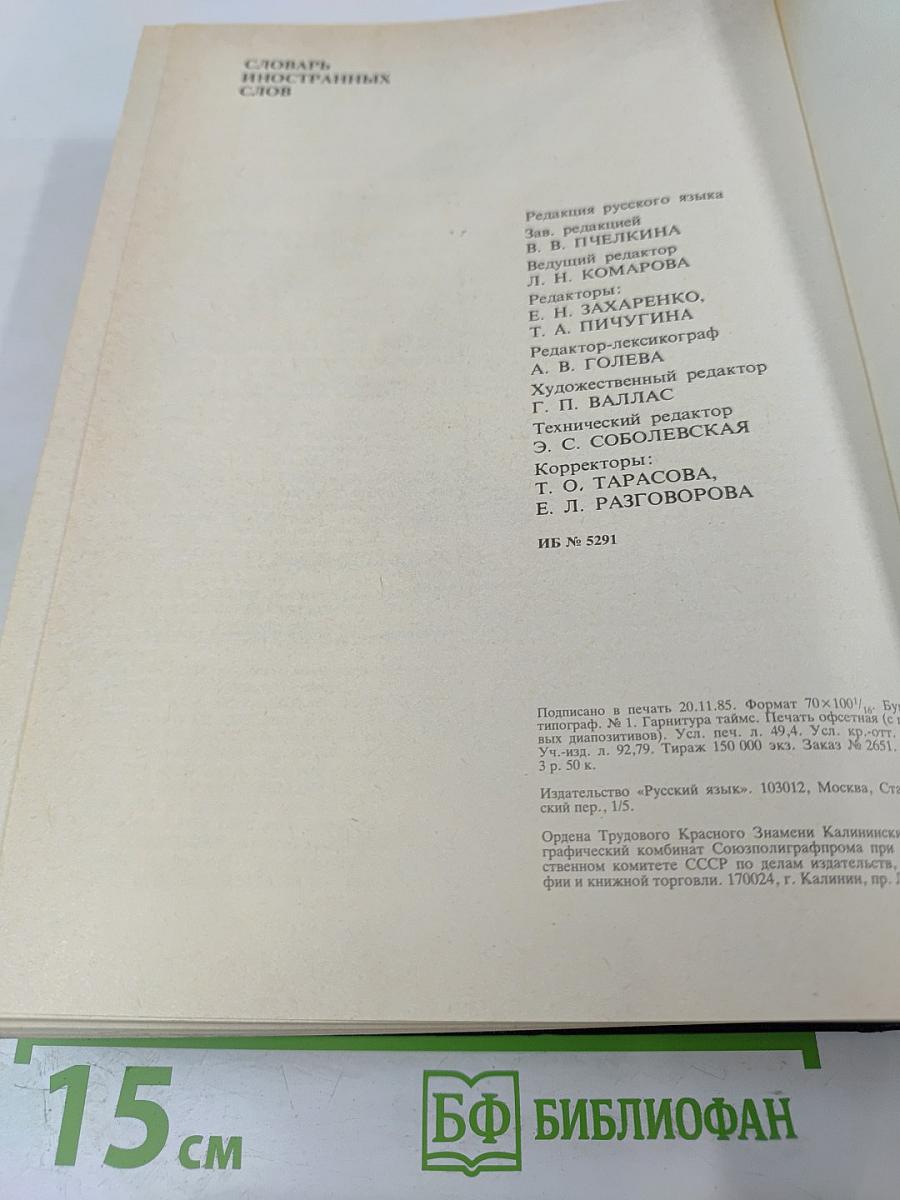 СЛОВАРЬ
ИНОСТРАННЫХ
СЛОВ
Редакция русского языка
Зав. редакцией
В. В. ПЧЕЛКИНА
Ведущий редактор
Л. Н. КОМАРОВА
Редакторы:
Е. Н. ЗАХАРЕНКО,
Т. А. ПИЧУГИНА
Редактор-лексикограф
А. В. ГОЛЕВА
Художественный редактор
Г. П. ВАЛЛАС
Технический редактор
Э. С. СОБОЛЕВСКАЯ
Корректоры:
Т. О. ТАРАСОВА,
Е. Л. РАЗГОВОРОВА
ИБ № 5291
Подписано в печать 20.11.85. Формат 70×100¹/₁₆.
типограф. № 1. Гарнитура таймс. Печать офсетная (с
вых диапозитивов). Усл. печ. л. 49,4. Усл. кр.-отт.
Уч.-изд. л. 92,79. Тираж 150 000 экз. Заказ № 2651.
3 р. 50 к.
Издательство «Русский язык». 103012, Москва, Ста
ский пер., 1/5.
Ордена Трудового Красного Знамени Калининск
графический комбинат Союзполиграфпрома при
ственном комитете СССР по делам издательств,
фии и книжной торговли. 170024, г. Калинин, пр.
15 см
БФ БИБЛИОФАН